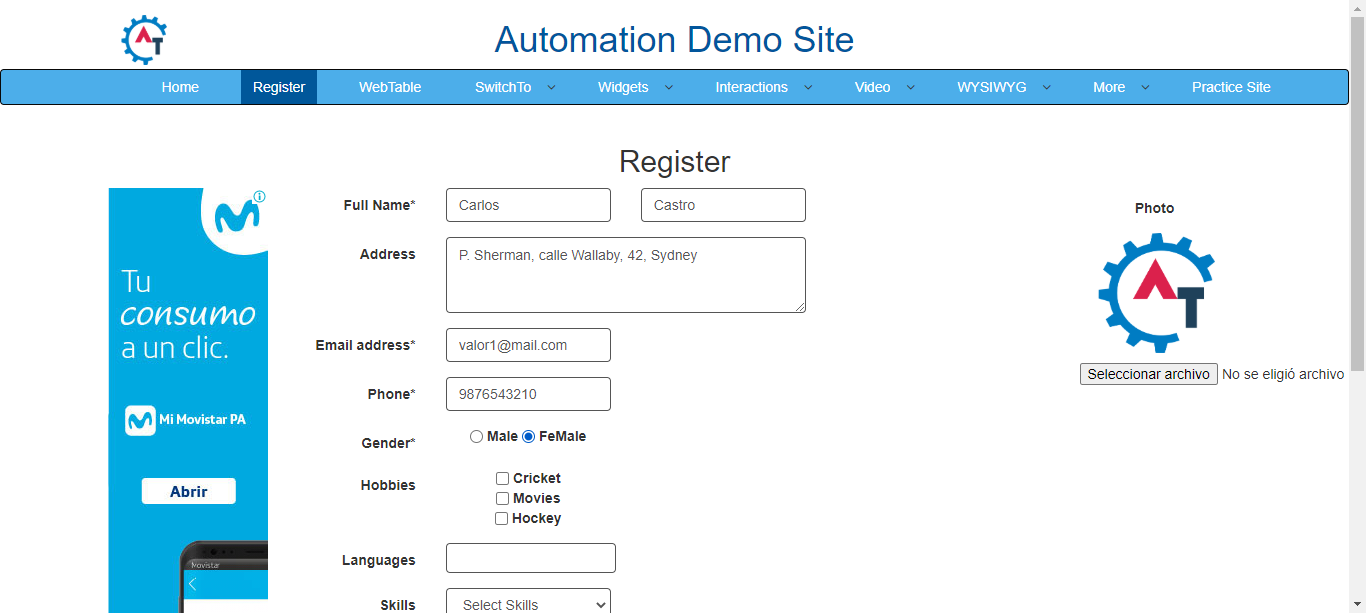 AT
Automation Demo Site
Home Register WebTable SwitchTo Widgets Interactions Video WYSIWYG More Practice Site
Register
Tu
consumo
a un clic.
Mi Movistar PA
Abrir
Movistar
Full Name* Carlos Castro
Address P. Sherman, calle Wallaby, 42, Sydney
Email address* valor1@mail.com
Phone* 9876543210
Gender* Male FeMale
Hobbies Cricket
Movies
Hockey
Languages
Skills Select Skills
Photo
AT
Seleccionar archivo No se eligió archivo